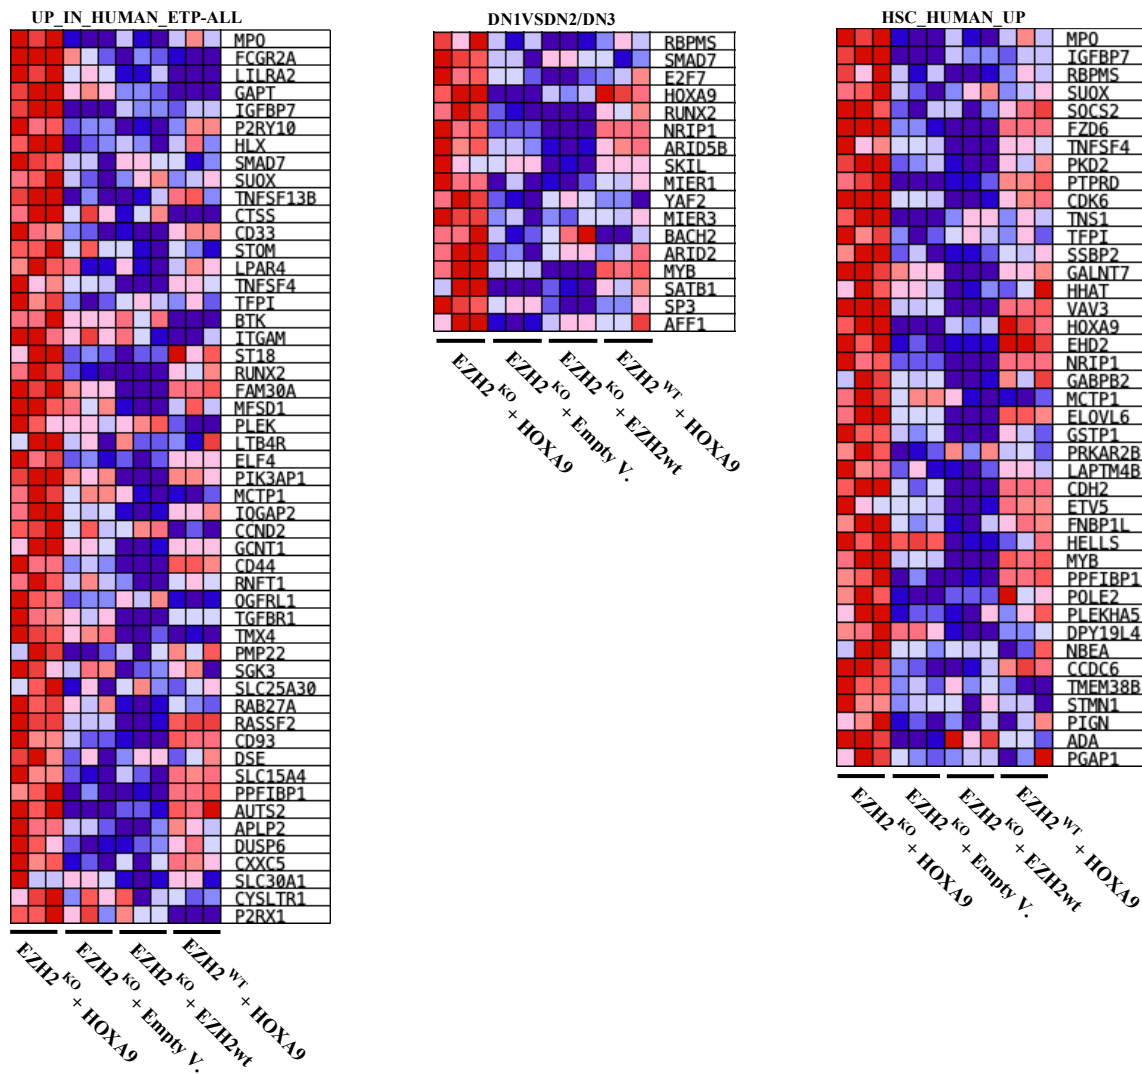 UP_IN_HUMAN_ETP-ALL
MPO
FCGR2A
LILRA2
GAPT
IGFBP7
P2RY10
HLX
SMAD7
SUOX
TNFSF13B
CTSS
CD33
STOM
LPAR4
TNFSF4
TFPI
BTK
ITGAM
ST18
RUNX2
FAM30A
MFSD1
PLEK
LTB4R
ELF4
PIK3AP1
MCTP1
IQGAP2
CCND2
GCNT1
CD44
RNFT1
OGFRL1
TGFBR1
TMX4
PMP22
SGK3
SLC25A30
RAB27A
RASSF2
CD93
DSE
SLC15A4
PPFIBP1
AUTS2
APLP2
DUSP6
CXXC5
SLC30A1
CYSLTR1
P2RX1
EZH2 KO + HOXA9
EZH2 KO + Empty V.
EZH2 KO + EZH2wt
EZH2 WT + HOXA9
DN1VSDN2/DN3
RBPMS
SMAD7
E2F7
HOXA9
RUNX2
NRIP1
ARID5B
SKIL
MIER1
YAF2
MIER3
BACH2
ARID2
MYB
SATB1
SP3
AFF1
EZH2 KO + HOXA9
EZH2 KO + Empty V.
EZH2 KO + EZH2wt
EZH2 WT + HOXA9
HSC_HUMAN_UP
MPO
IGFBP7
RBPMS
SUOX
SOCS2
FZD6
TNFSF4
PKD2
PTPRD
CDK6
TNS1
TFPI
SSBP2
GALNT7
HHAT
VAV3
HOXA9
EHD2
NRIP1
GABPB2
MCTP1
ELOVL6
GSTP1
PRKAR2B
LAPTM4B
CDH2
ETV5
FNBP1L
HELLS
MYB
PPFIBP1
POLE2
PLEKHA5
DPY19L4
NBEA
CCDC6
TMEM38B
STMN1
PIGN
ADA
PGAP1
EZH2 KO + HOXA9
EZH2 KO + Empty V.
EZH2 KO + EZH2wt
EZH2 WT + HOXA9